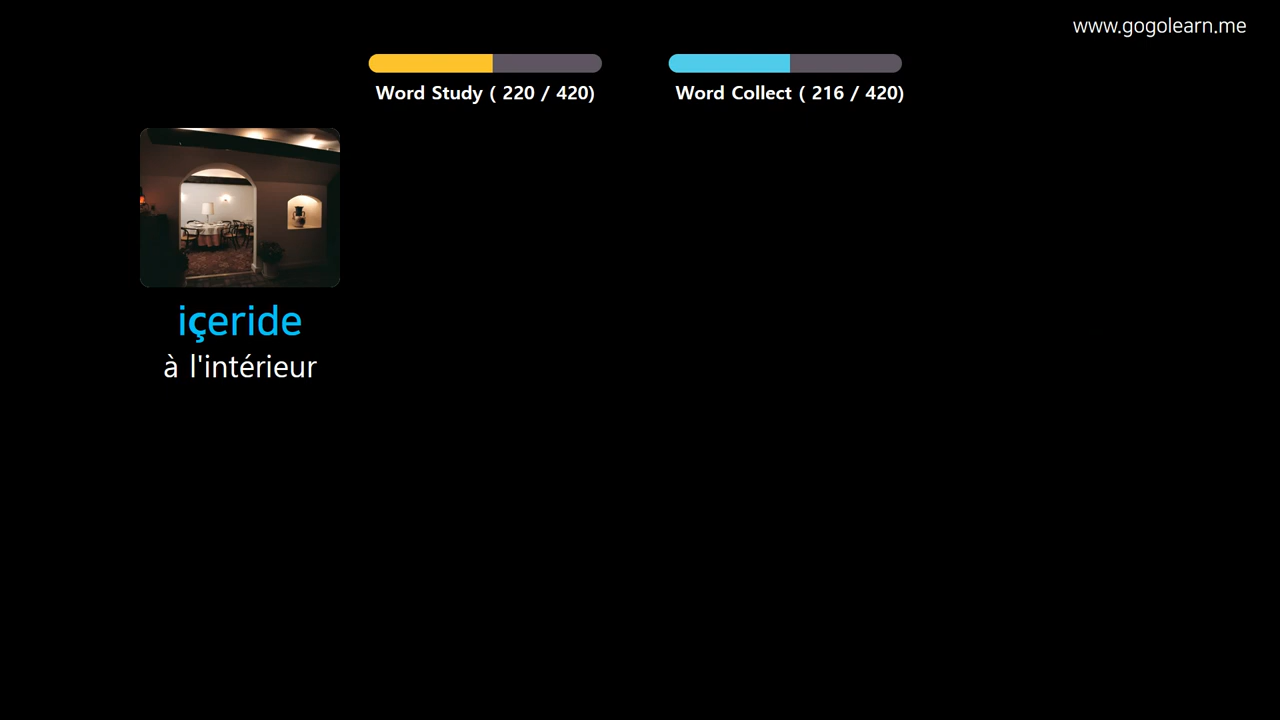 www.gogolearn.me
Word Study ( 220 / 420)
Word Collect ( 216 / 420)
içeride
à l'intérieur